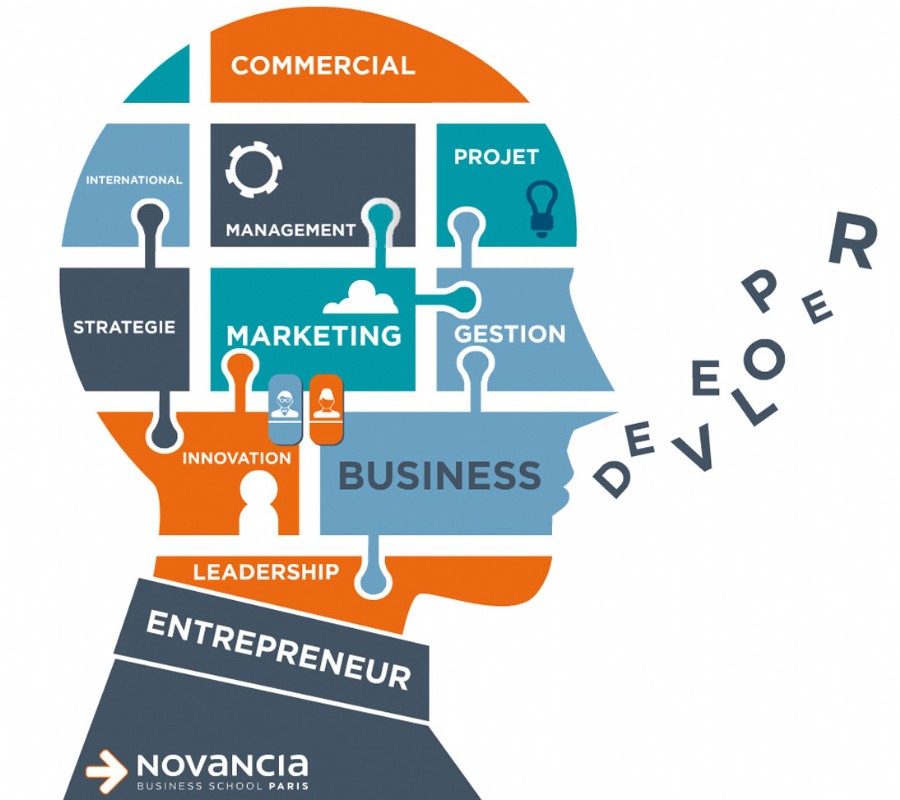 COMMERCIAL
INTERNATIONAL
MANAGEMENT
PROJET
STRATEGIE
MARKETING
GESTION
INNOVATION
BUSINESS
DEVELOPER
LEADERSHIP
ENTREPRENEUR
NOVANCIA
BUSINESS SCHOOL PARIS